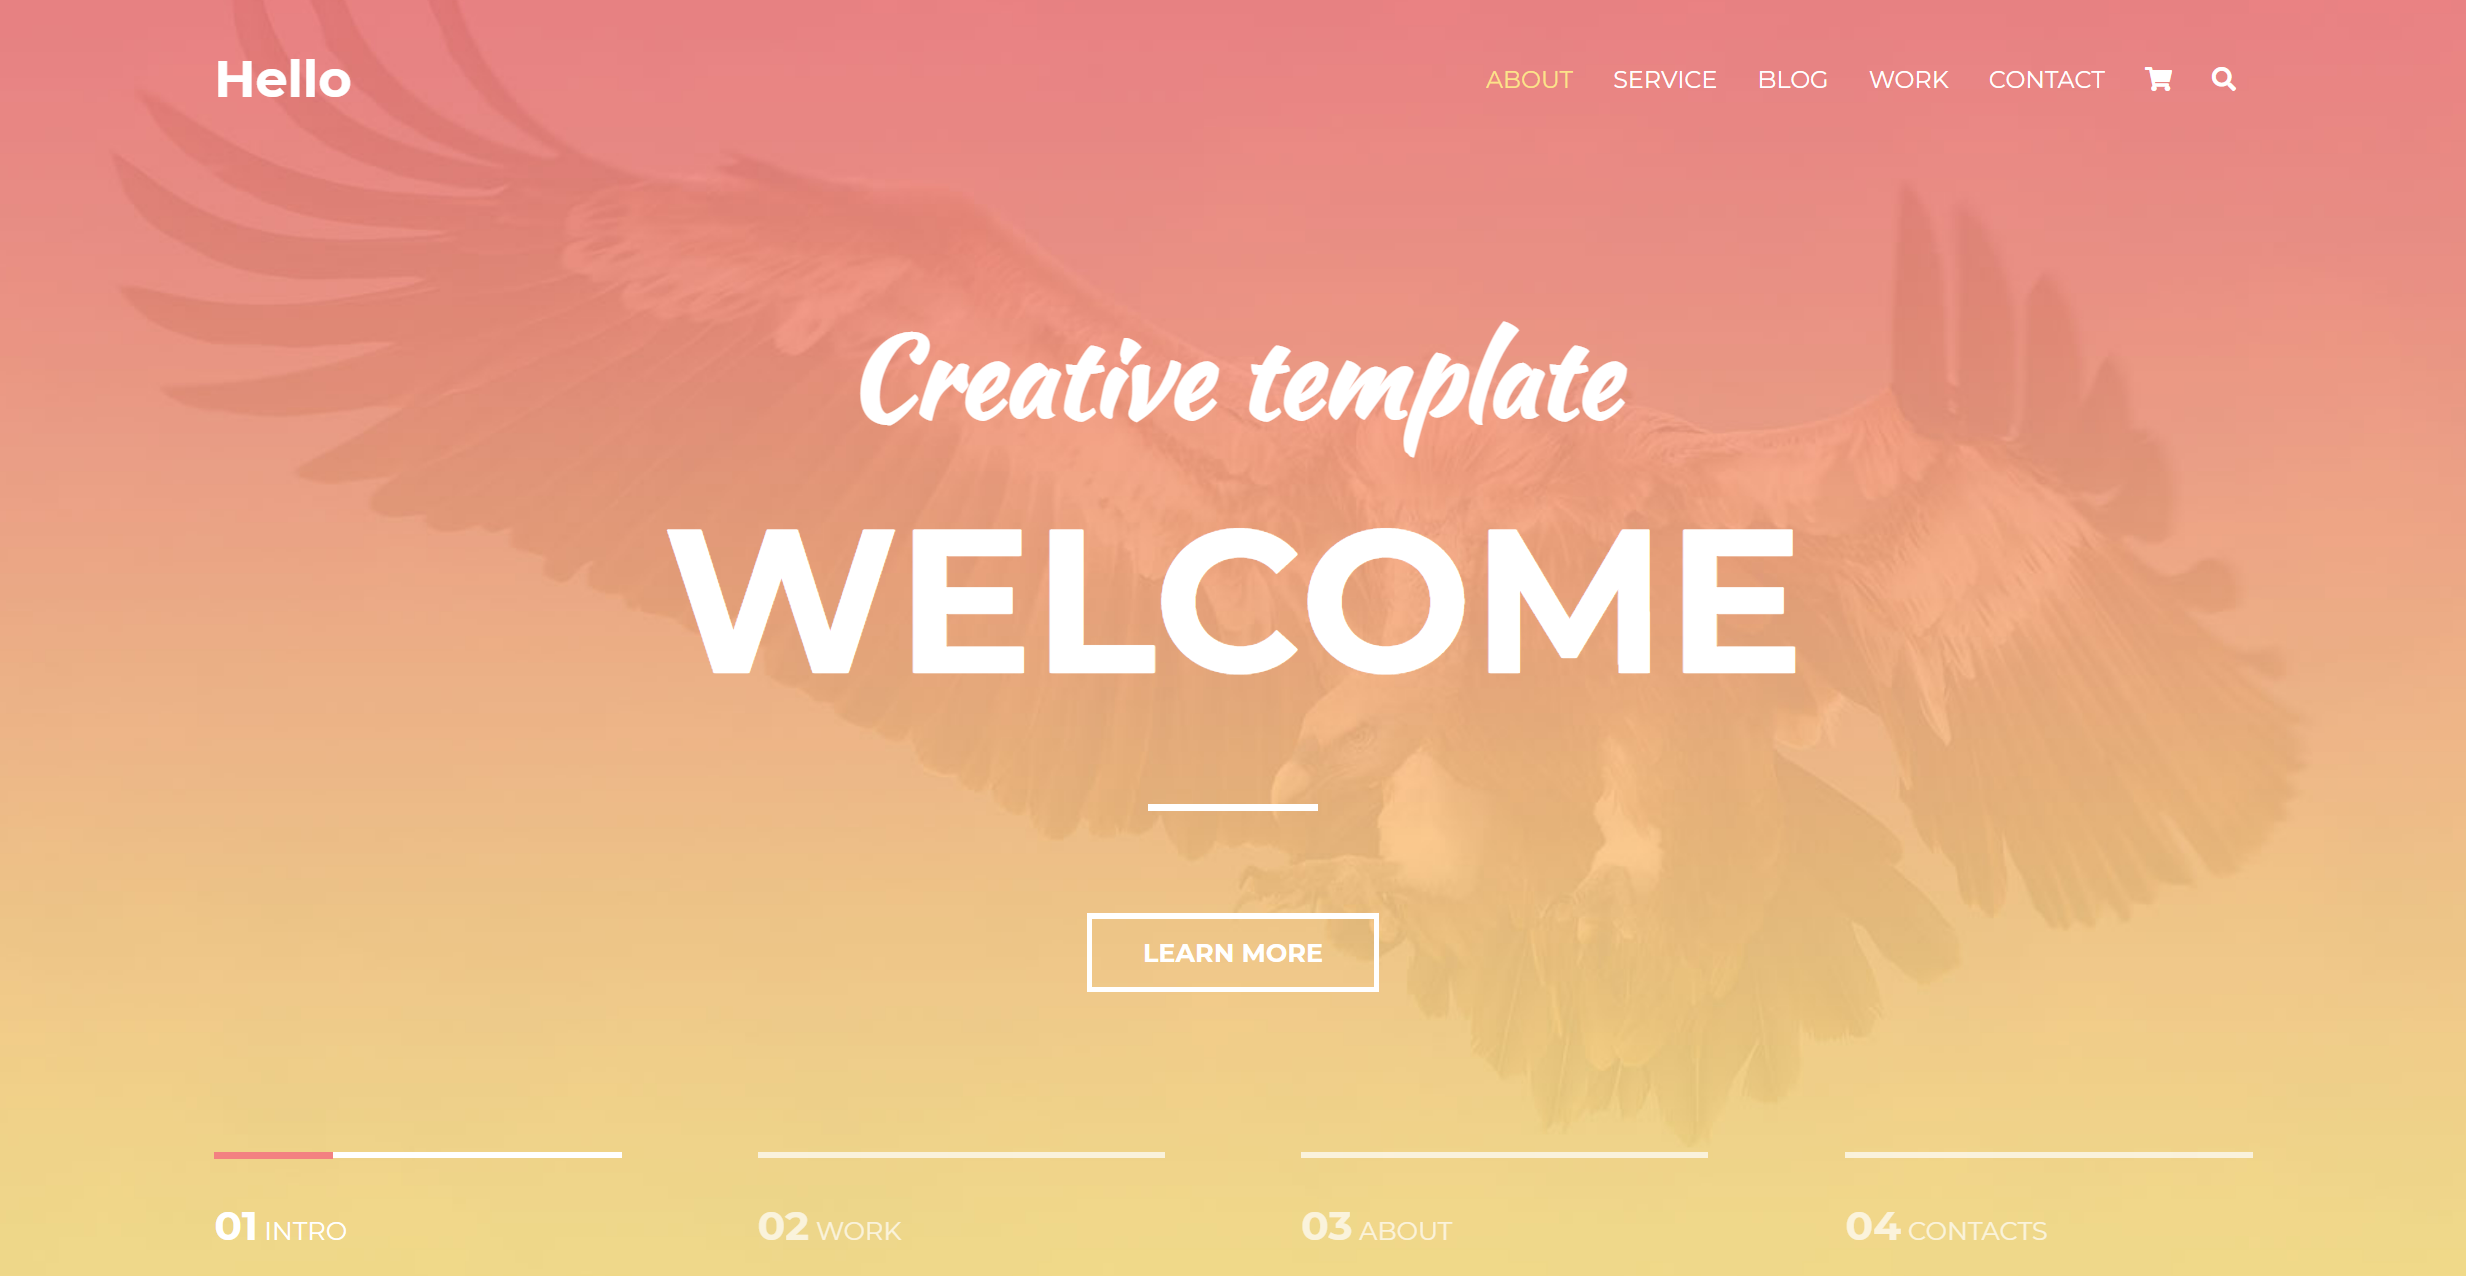 Hello
ABOUT SERVICE BLOG WORK CONTACT
Creative template
WELCOME
LEARN MORE
01 INTRO
02 WORK
03 ABOUT
04 CONTACTS